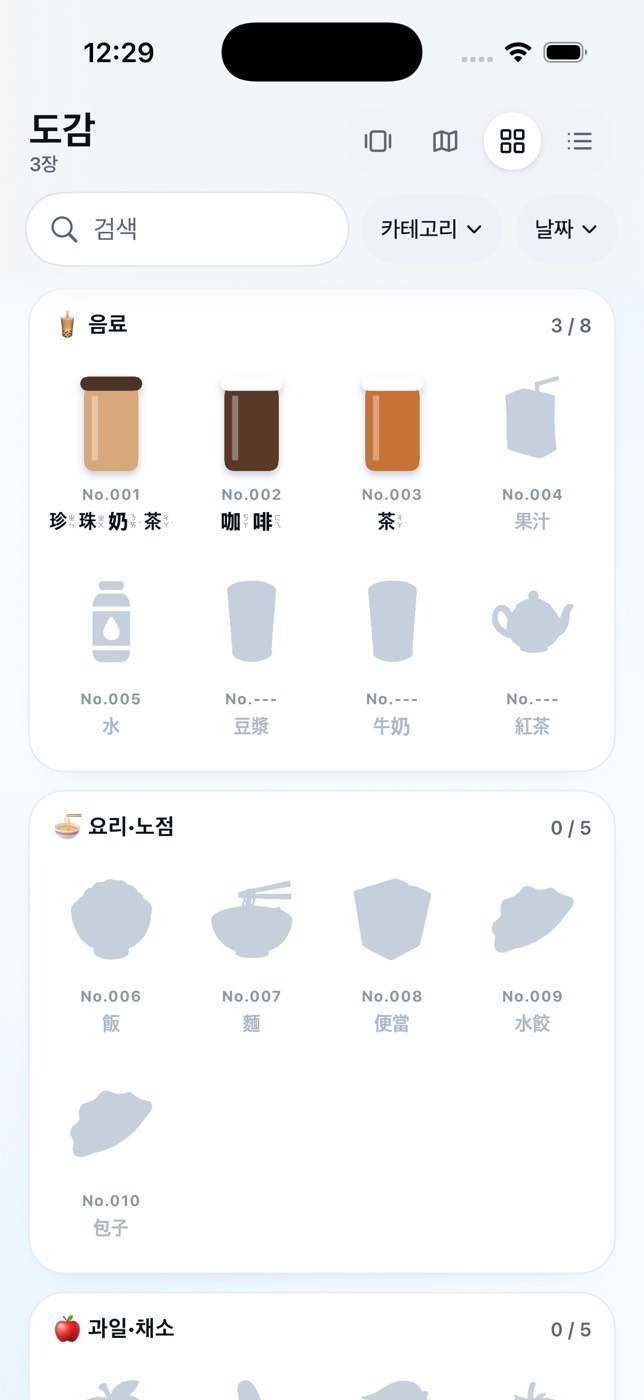 12:29
도감
3장
검색
카테고리
날짜
음료
3 / 8
No.001
No.002
No.003
No.004
珍珠奶茶
咖啡
茶
果汁
No.005
No.---
No.---
No.---
水
豆漿
牛奶
紅茶
요리·노점
0 / 5
No.006
No.007
No.008
No.009
飯
麵
便當
水餃
No.010
包子
과일·채소
0 / 5